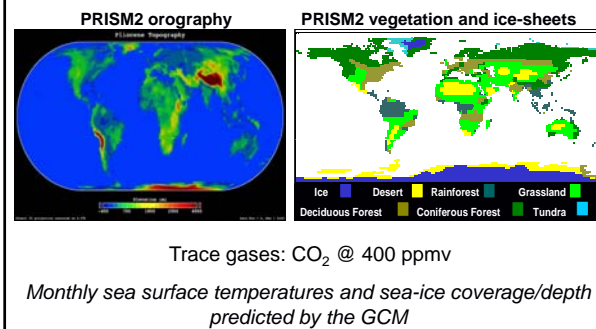 PRISM2 orography
PRISM2 vegetation and ice-sheets
Pliocene Topography
Elevation (m)
Ice Desert Rainforest Grassland
Deciduous Forest Coniferous Forest Tundra
Trace gases: CO2 @ 400 ppmv
Monthly sea surface temperatures and sea-ice coverage/depth
predicted by the GCM